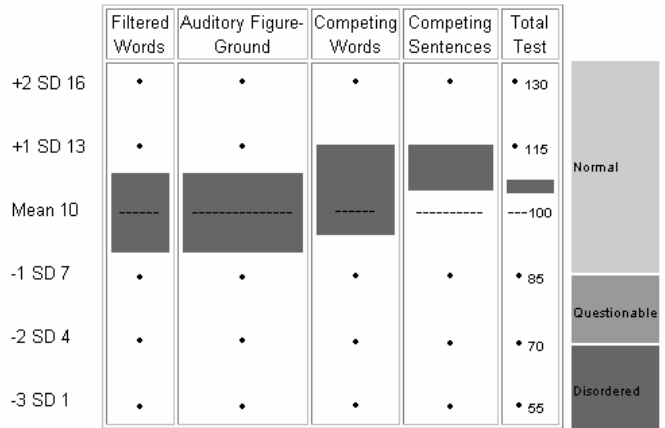 Filtered Words
Auditory Figure-Ground
Competing Words
Competing Sentences
Total Test
+2 SD 16
130
+1 SD 13
115
Normal
Mean 10
------
---------------
------
----------
---100
-1 SD 7
85
Questionable
-2 SD 4
70
Disordered
-3 SD 1
55